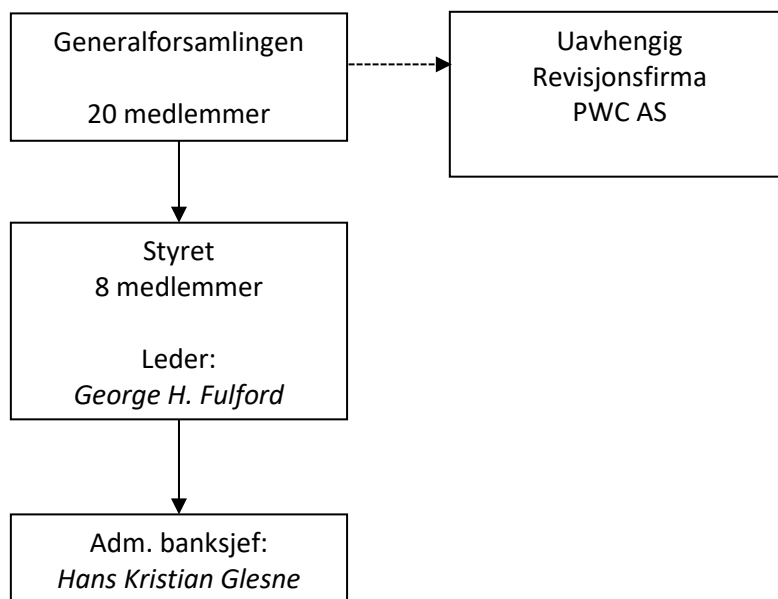 Generalforsamlingen
20 medlemmer
Uavhengig
Revisjonsfirma
PWC AS
Styret
8 medlemmer
Leder:
George H. Fulford
Adm. banksjef:
Hans Kristian Glesne